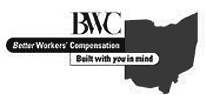 BWC
Better Workers' Compensation
Built with you in mind